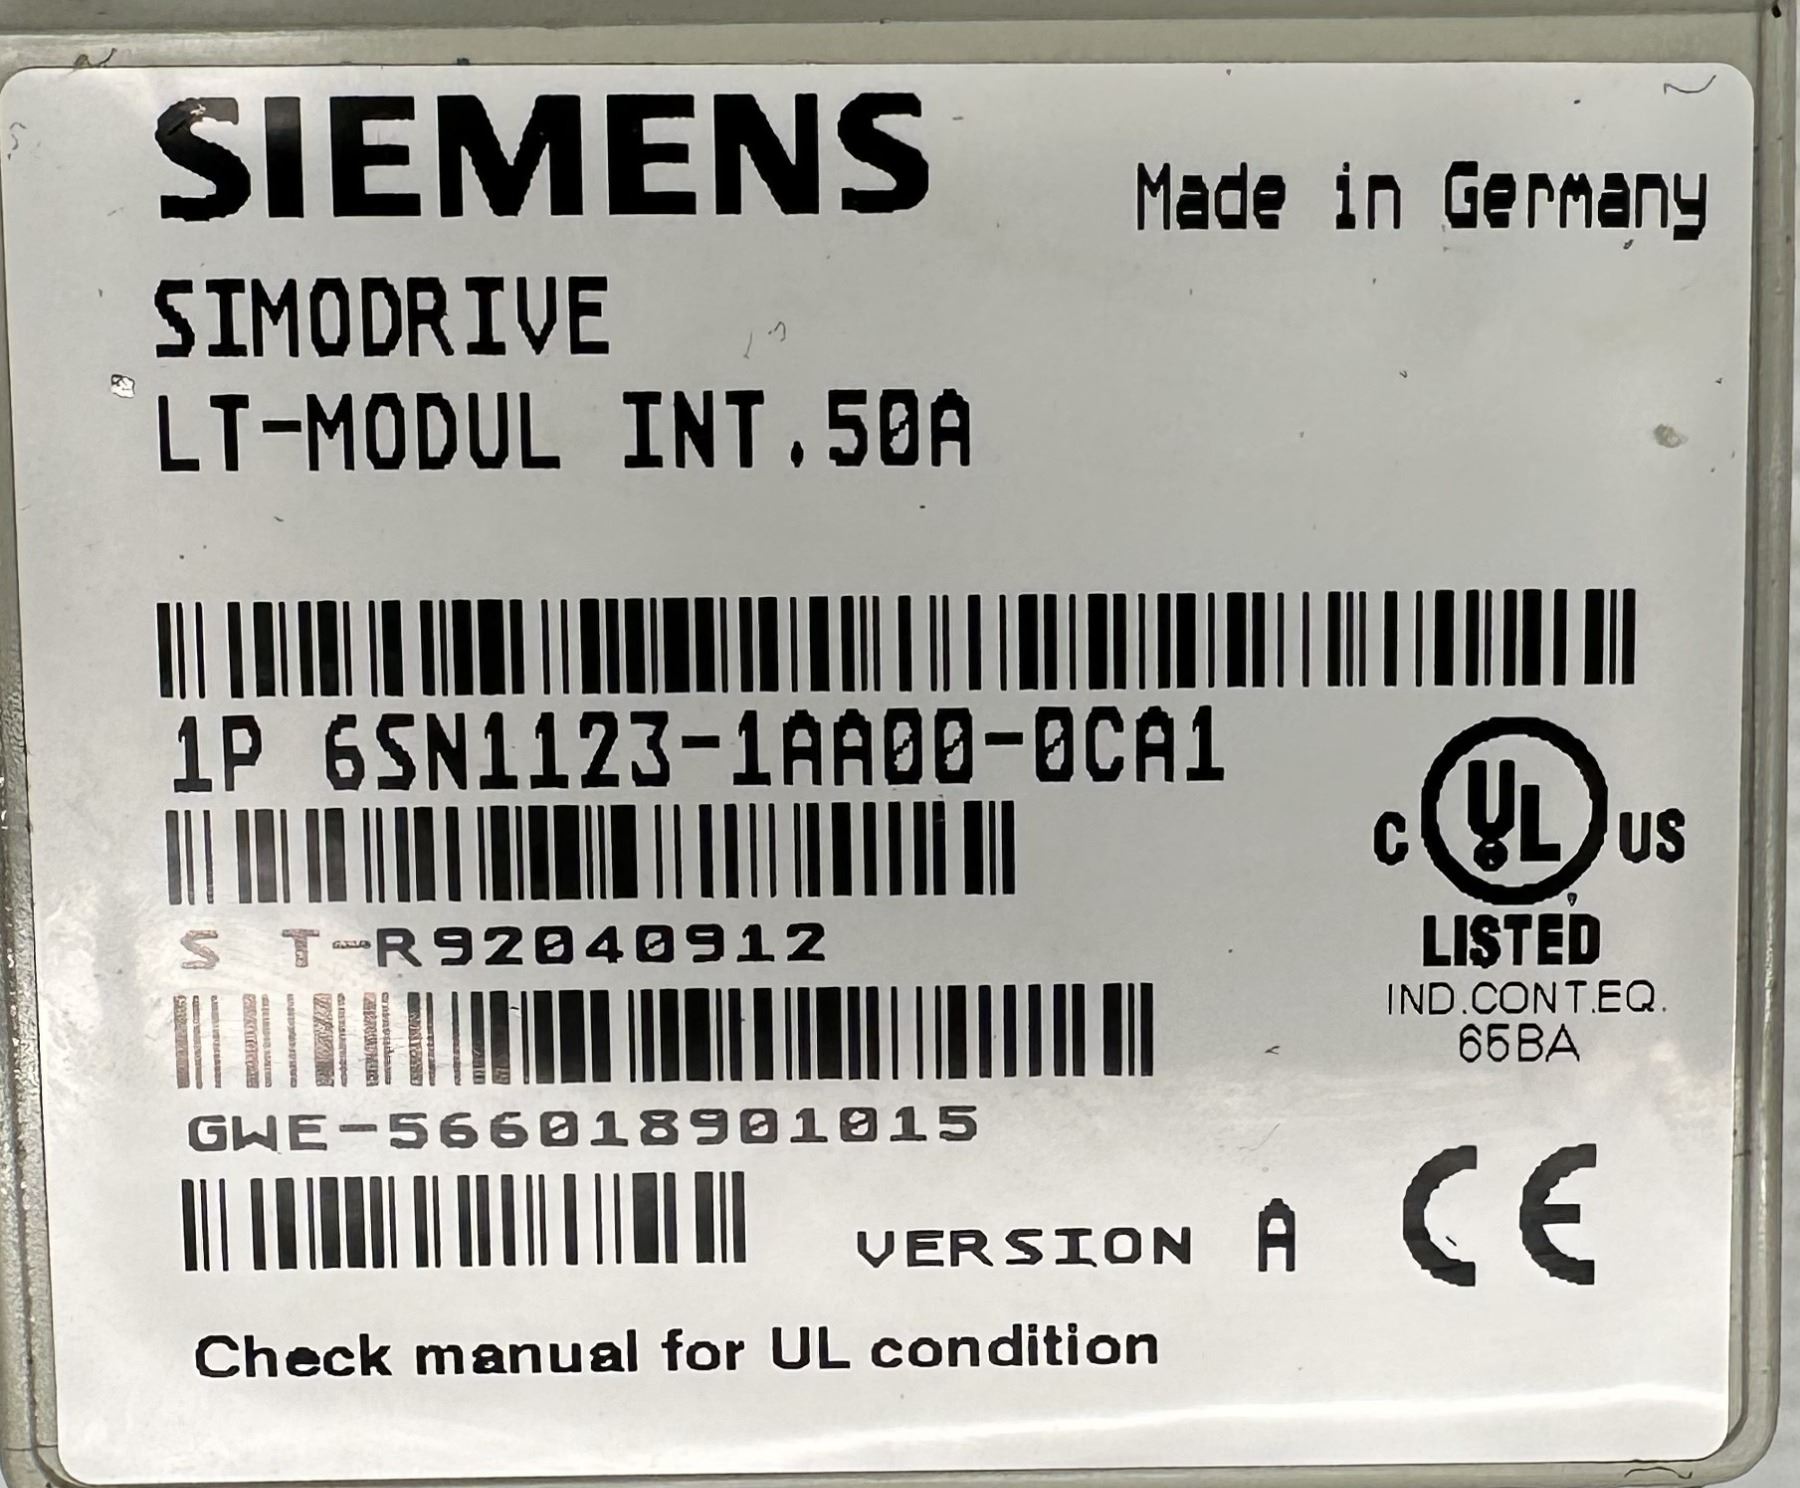 SIEMENS
Made in Germany
SIMODRIVE
LT-MODUL INT.50A
1P 6SN1123-1AA00-0CA1
C UL US
LISTED
IND.CONT.EQ.
65BA
S T-R92040912
GWE-566018901015
VERSION A
CE
Check manual for UL condition